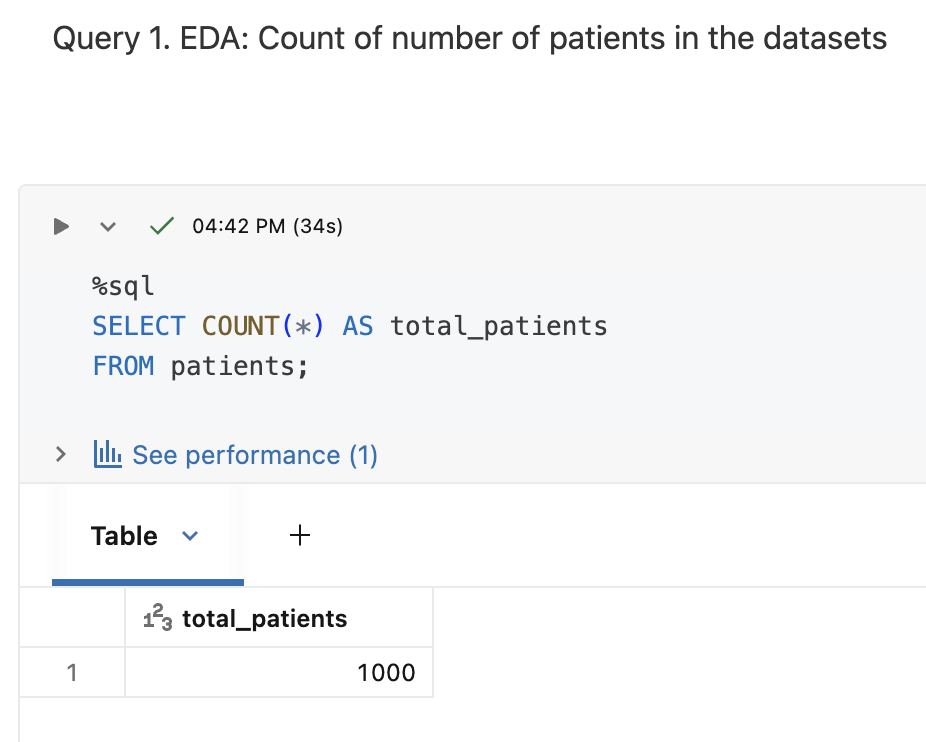 Query 1. EDA: Count of number of patients in the datasets
04:42 PM (34s)
%sql
SELECT COUNT(*) AS total_patients
FROM patients;
See performance (1)
Table
123 total_patients
1 1000